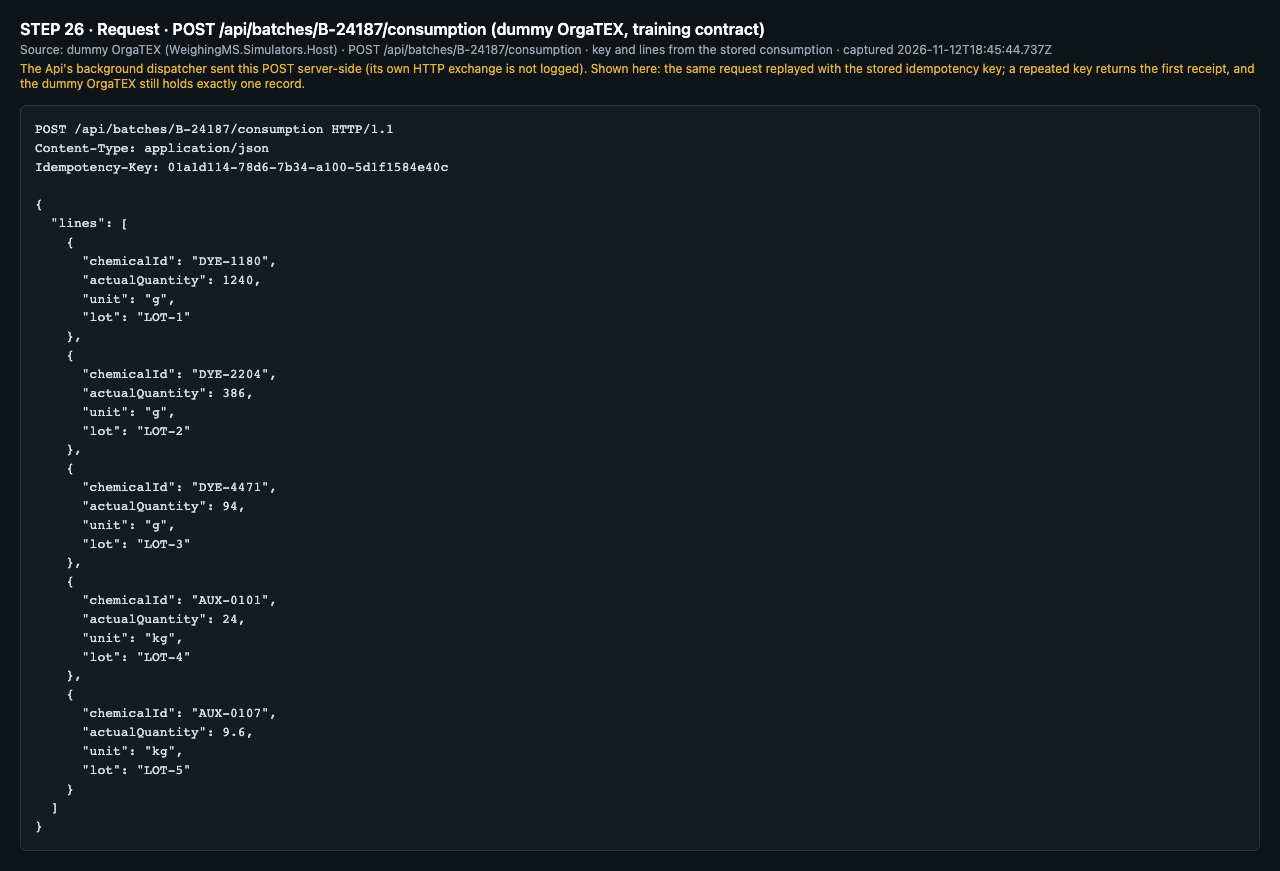 STEP 26 · Request · POST /api/batches/B-24187/consumption (dummy OrgaTEX, training contract)
Source: dummy OrgaTEX (WeighingMS.Simulators.Host) · POST /api/batches/B-24187/consumption · key and lines from the stored consumption · captured 2026-11-12T18:45:44.737Z
The Api's background dispatcher sent this POST server-side (its own HTTP exchange is not logged). Shown here: the same request replayed with the stored idempotency key; a repeated key returns the first receipt, and
the dummy OrgaTEX still holds exactly one record.
POST /api/batches/B-24187/consumption HTTP/1.1
Content-Type: application/json
Idempotency-Key: 01a1d114-78d6-7b34-a100-5d1f1584e40c
{
  "lines": [
    {
      "chemicalId": "DYE-1180",
      "actualQuantity": 1240,
      "unit": "g",
      "lot": "LOT-1"
    },
    {
      "chemicalId": "DYE-2204",
      "actualQuantity": 386,
      "unit": "g",
      "lot": "LOT-2"
    },
    {
      "chemicalId": "DYE-4471",
      "actualQuantity": 94,
      "unit": "g",
      "lot": "LOT-3"
    },
    {
      "chemicalId": "AUX-0101",
      "actualQuantity": 24,
      "unit": "kg",
      "lot": "LOT-4"
    },
    {
      "chemicalId": "AUX-0107",
      "actualQuantity": 9.6,
      "unit": "kg",
      "lot": "LOT-5"
    }
  ]
}